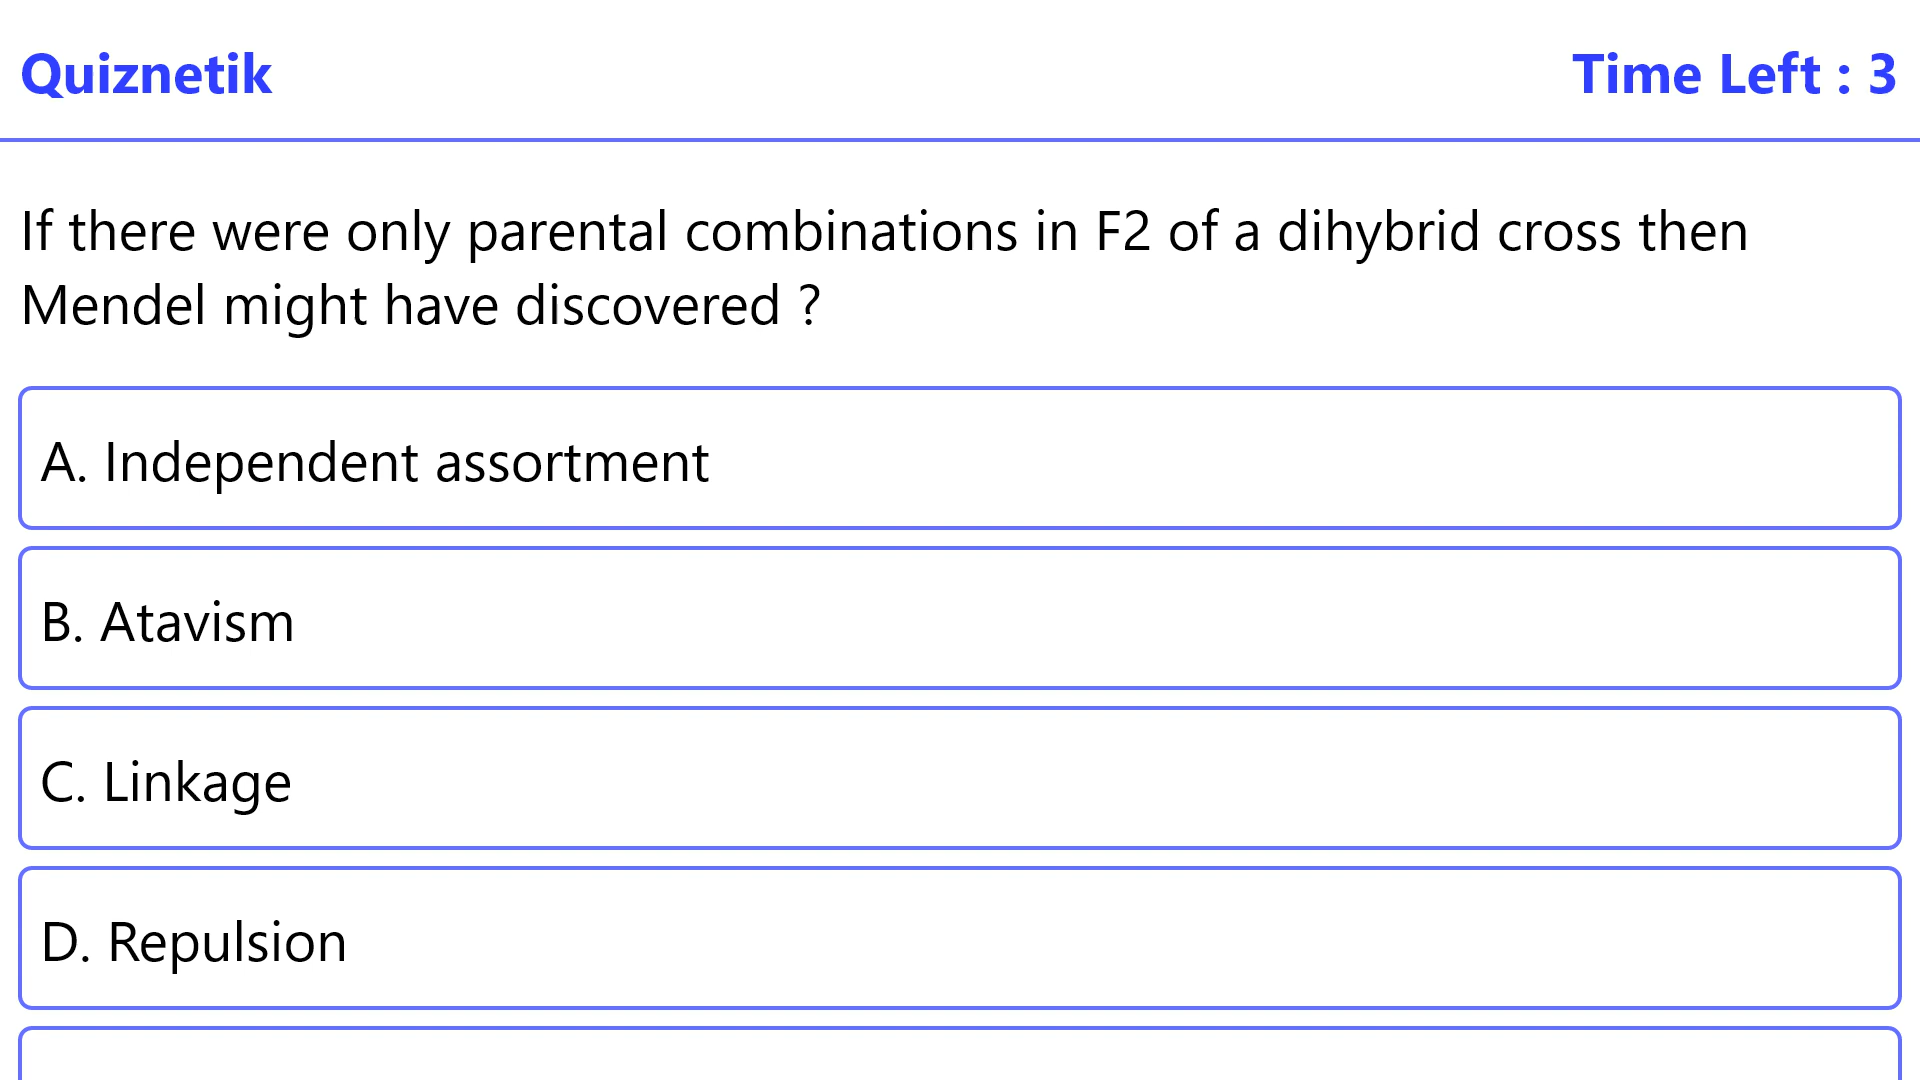 Quiznetik
Time Left : 3
If there were only parental combinations in F2 of a dihybrid cross then
Mendel might have discovered ?
A. Independent assortment
B. Atavism
C. Linkage
D. Repulsion